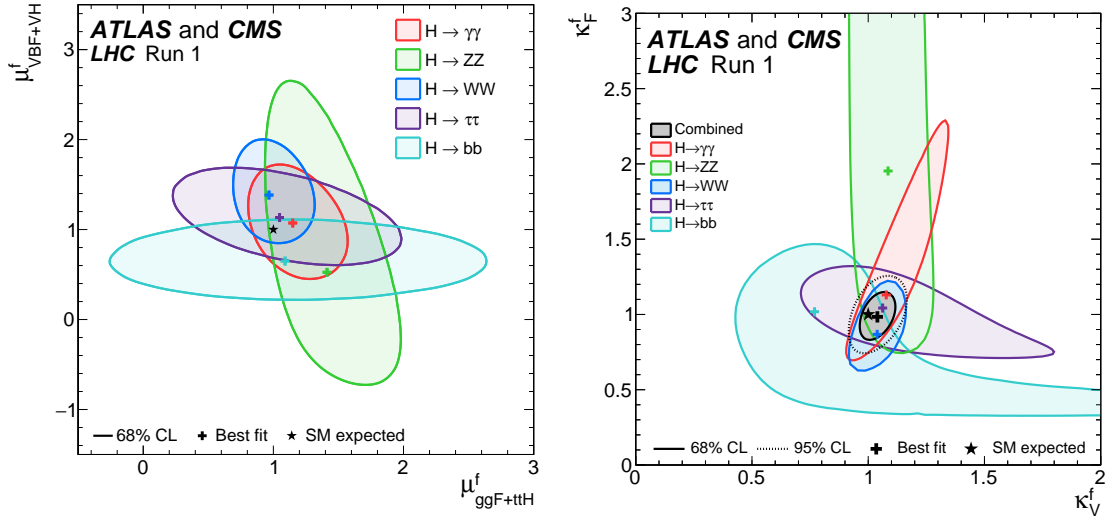 μ^f_VBF+VH
ATLAS and CMS
LHC Run 1
H → γγ
H → ZZ
H → WW
H → ττ
H → bb
3
2
1
0
−1
68% CL
Best fit
SM expected
0
1
2
3
μ^f_ggF+ttH
κ^f_F
ATLAS and CMS
LHC Run 1
Combined
H→γγ
H→ZZ
H→WW
H→ττ
H→bb
3
2.5
2
1.5
1
0.5
0
68% CL
95% CL
Best fit
SM expected
0
0.5
1
1.5
2
κ^f_V